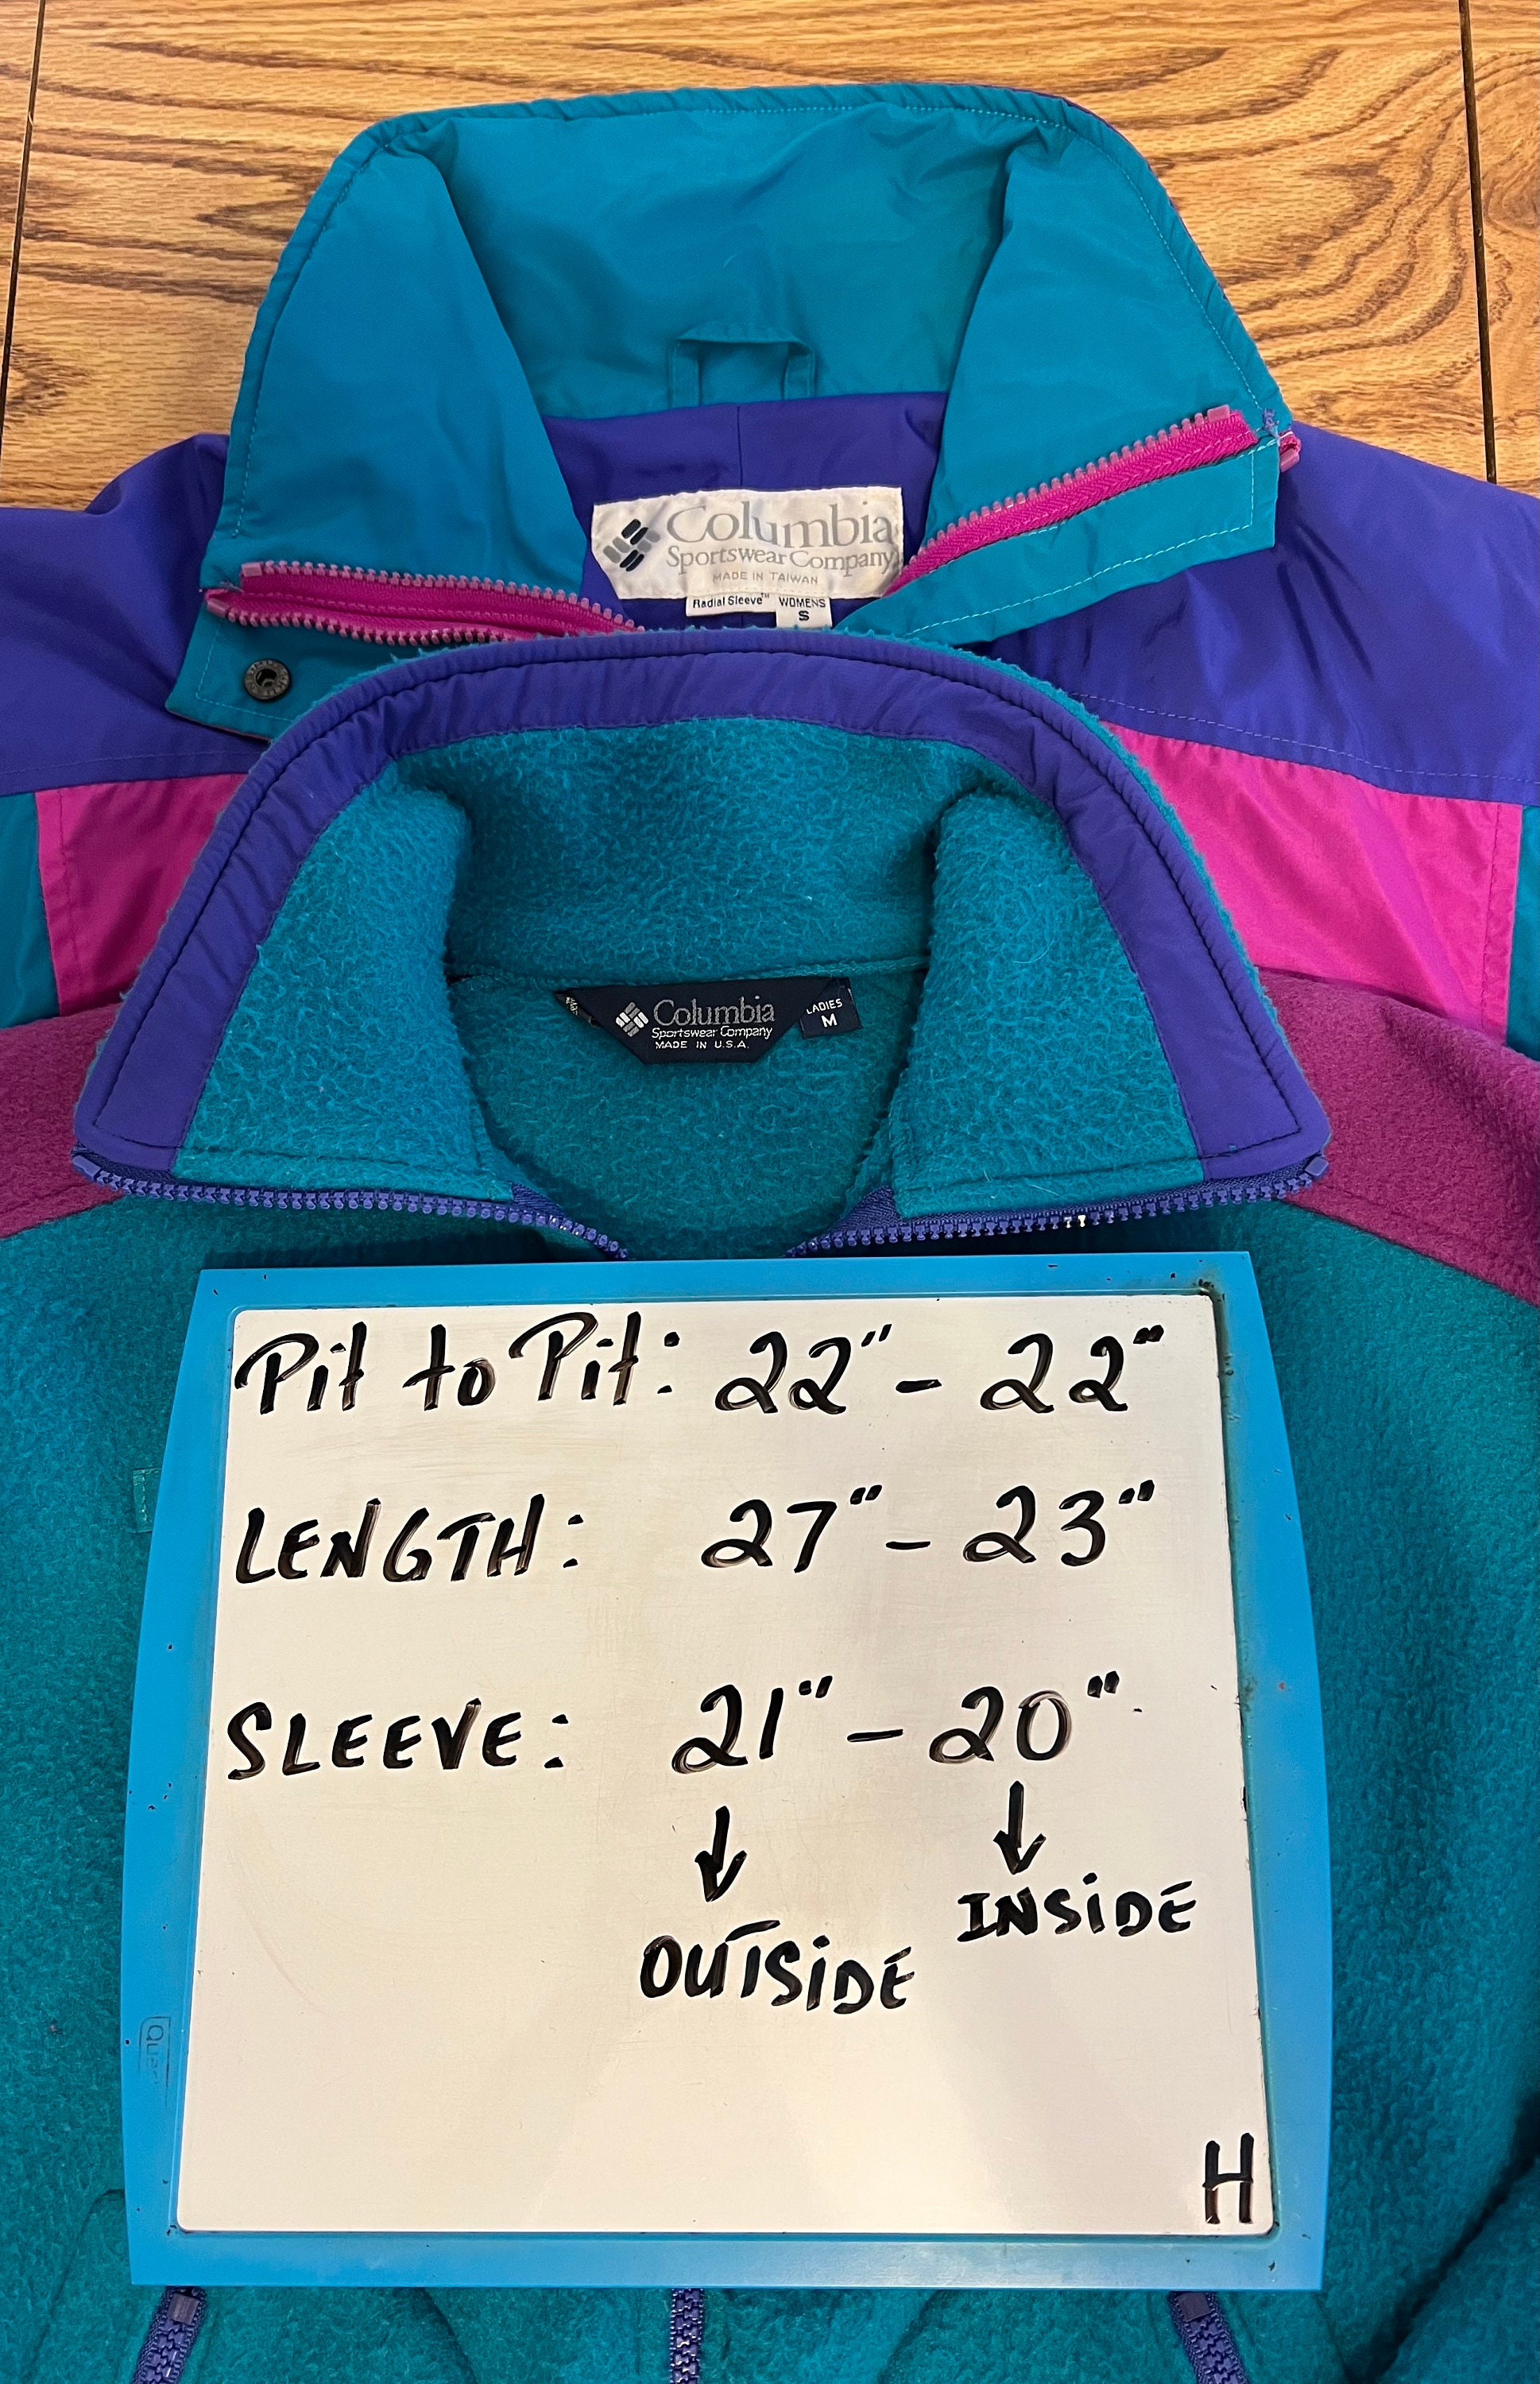 Columbia
Sportswear Company
MADE IN TAIWAN
Radial Sleeve™ WOMENS
S
Columbia
Sportswear Company
MADE IN U.S.A.
LADIES
M
Pit to Pit: 22" - 22"
LENGTH: 27" - 23"
SLEEVE: 21" - 20"
OUTSIDE INSIDE
H